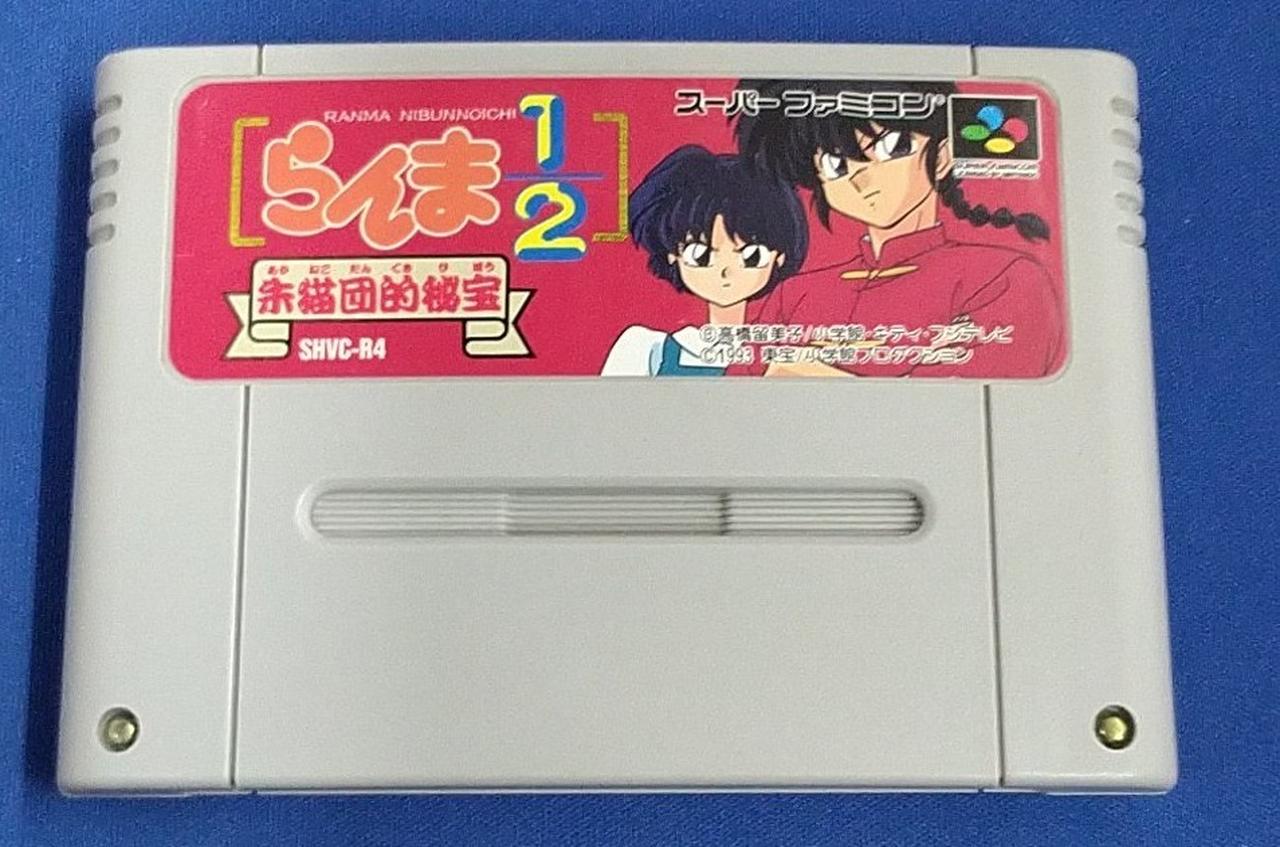 RANMA NIBUNNOICHI
らんま 1/2
あか ねこ だん てき ひ ほう
朱猫団的秘宝
SHVC-R4
スーパーファミコン
©高橋留美子/小学館・キティ・フジテレビ
©1993 東宝/小学館プロダクション